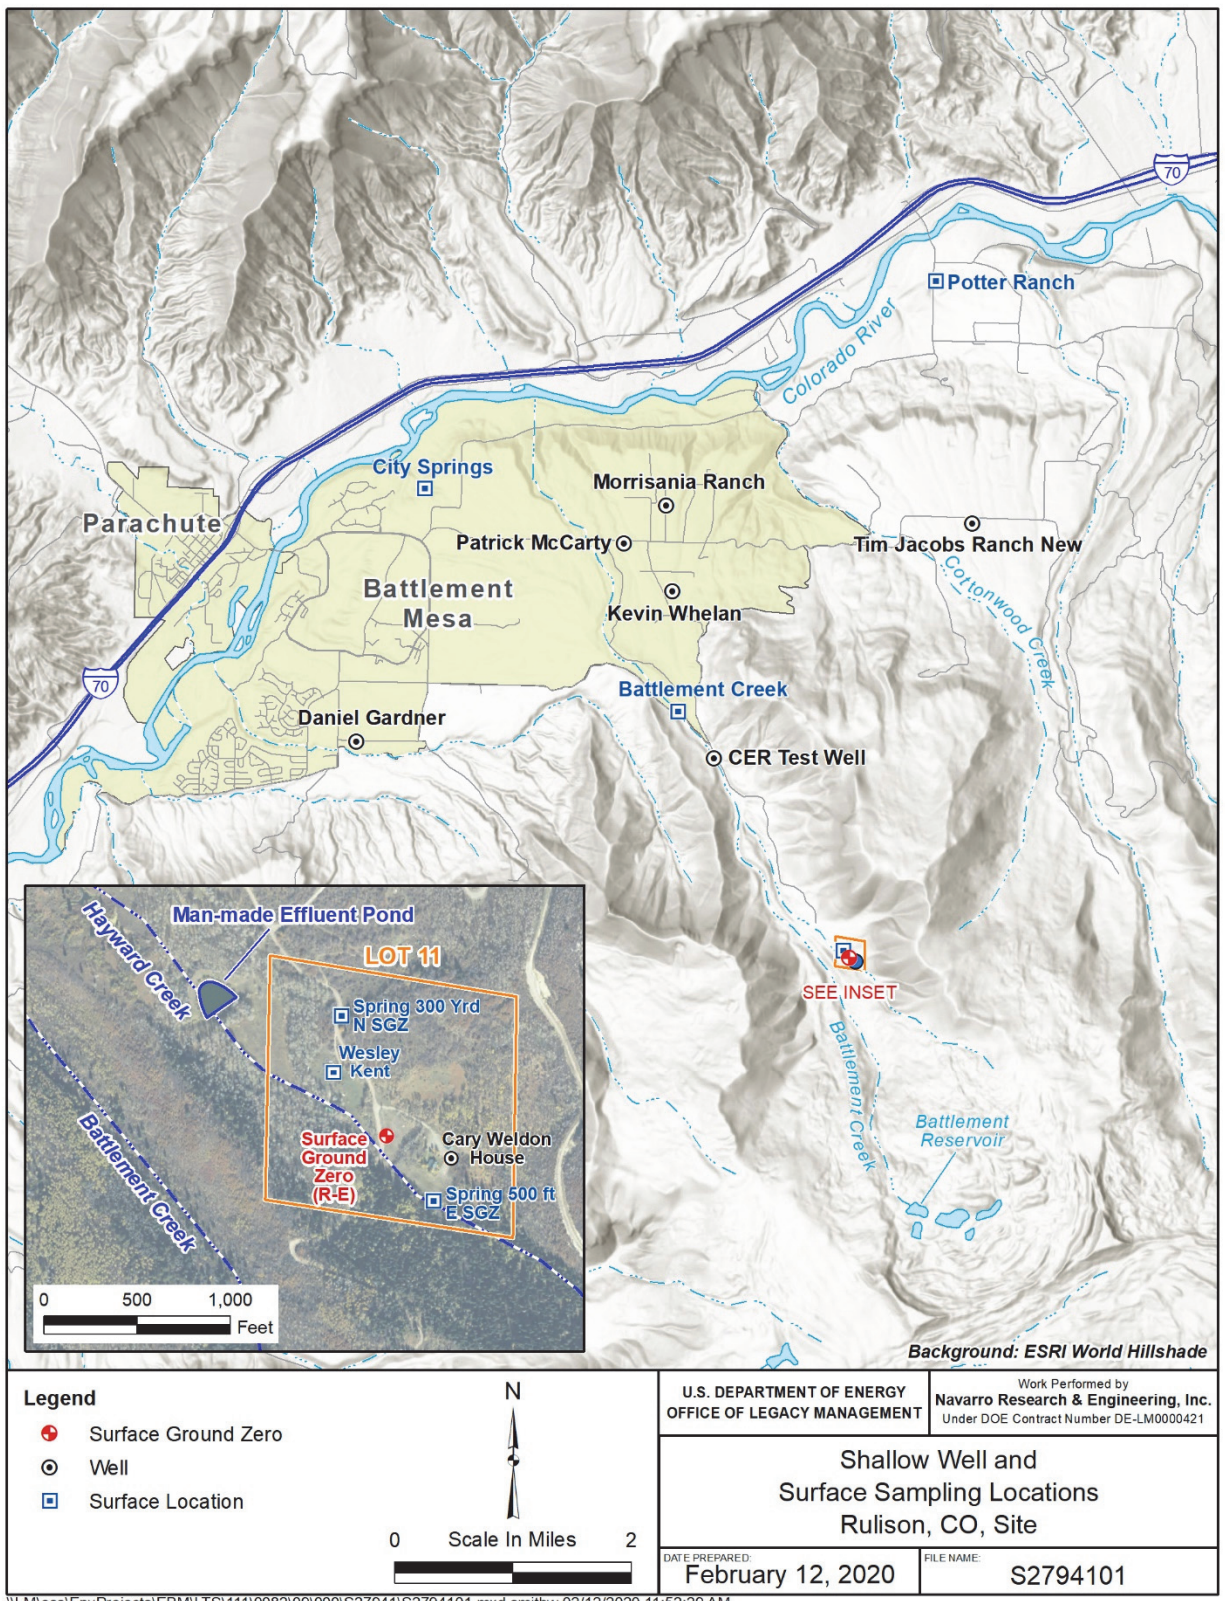 70
Potter Ranch
Colorado River
City Springs
Morrisania Ranch
Parachute
Patrick McCarty
Tim Jacobs Ranch New
Battlement
Mesa
Kevin Whelan
Cottonwood Creek
70
Battlement Creek
Daniel Gardner
CER Test Well
SEE INSET
Battlement Creek
Battlement
Reservoir
Hayward Creek
Man-made Effluent Pond
LOT 11
Spring 300 Yrd
N SGZ
Wesley
Kent
Surface
Ground
Zero
(R-E)
Cary Weldon
House
Spring 500 ft
E SGZ
Battlement Creek
0 500 1,000
Feet
Background: ESRI World Hillshade
Legend
Surface Ground Zero
Well
Surface Location
N
0 Scale In Miles 2
U.S. DEPARTMENT OF ENERGY
OFFICE OF LEGACY MANAGEMENT
Work Performed by
Navarro Research & Engineering, Inc.
Under DOE Contract Number DE-LM0000421
Shallow Well and
Surface Sampling Locations
Rulison, CO, Site
DATE PREPARED:
February 12, 2020
FILE NAME:
S2794101